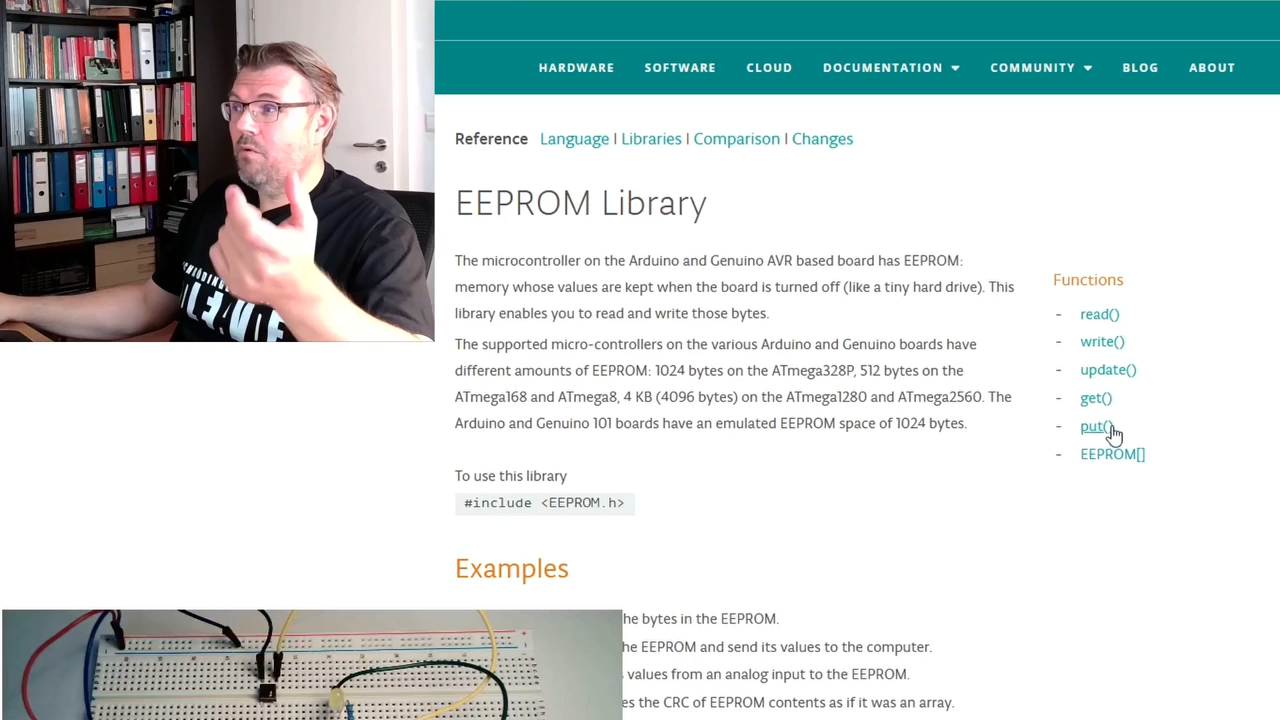 HARDWARE SOFTWARE CLOUD DOCUMENTATION COMMUNITY BLOG ABOUT
Reference Language | Libraries | Comparison | Changes
EEPROM Library
The microcontroller on the Arduino and Genuino AVR based board has EEPROM:
memory whose values are kept when the board is turned off (like a tiny hard drive). This
library enables you to read and write those bytes.
The supported micro-controllers on the various Arduino and Genuino boards have
different amounts of EEPROM: 1024 bytes on the ATmega328P, 512 bytes on the
ATmega168 and ATmega8, 4 KB (4096 bytes) on the ATmega1280 and ATmega2560. The
Arduino and Genuino 101 boards have an emulated EEPROM space of 1024 bytes.
To use this library
#include <EEPROM.h>
Examples
he bytes in the EEPROM.
he EEPROM and send its values to the computer.
values from an analog input to the EEPROM.
es the CRC of EEPROM contents as if it was an array.
Functions
- read()
- write()
- update()
- get()
- put()
- EEPROM[]